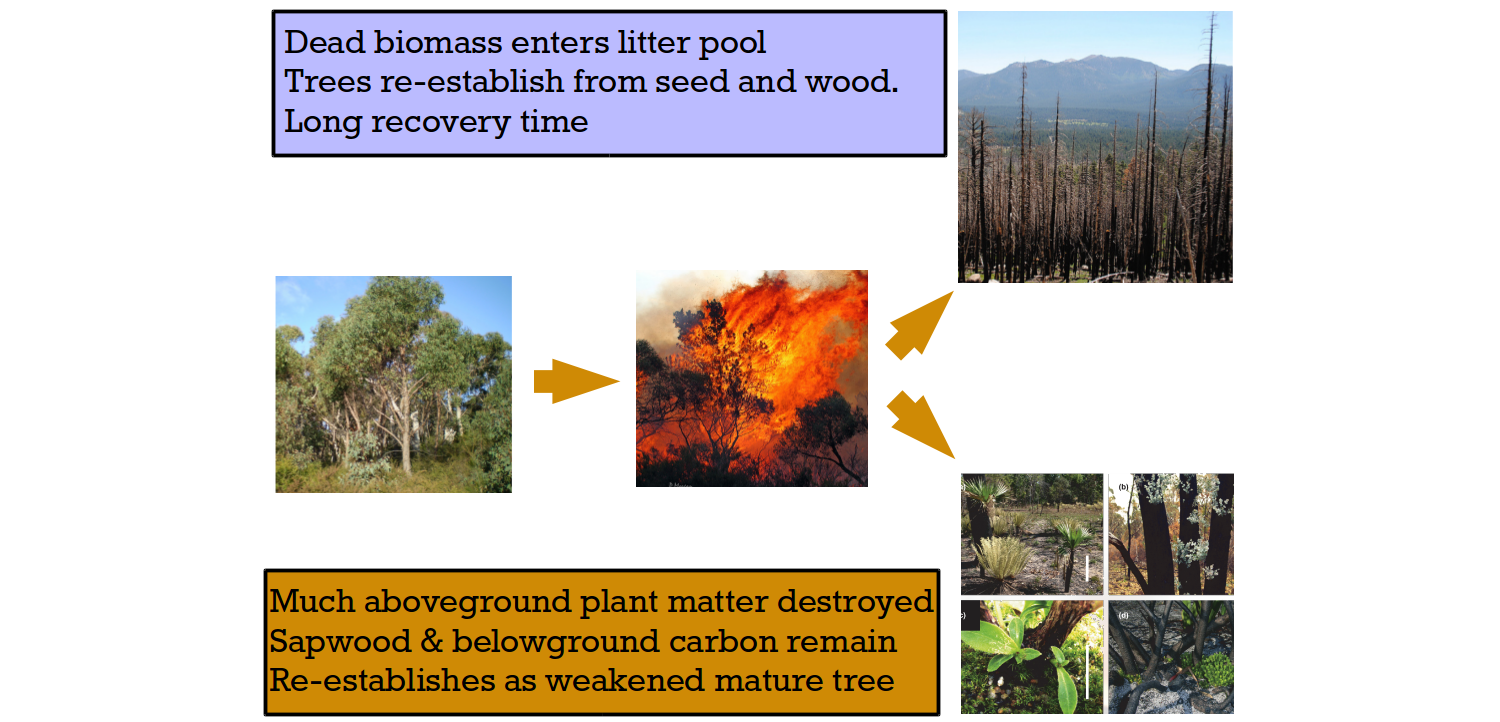 Dead biomass enters litter pool
Trees re-establish from seed and wood.
Long recovery time
(b)
Much aboveground plant matter destroyed
Sapwood & belowground carbon remain
Re-establishes as weakened mature tree
(d)